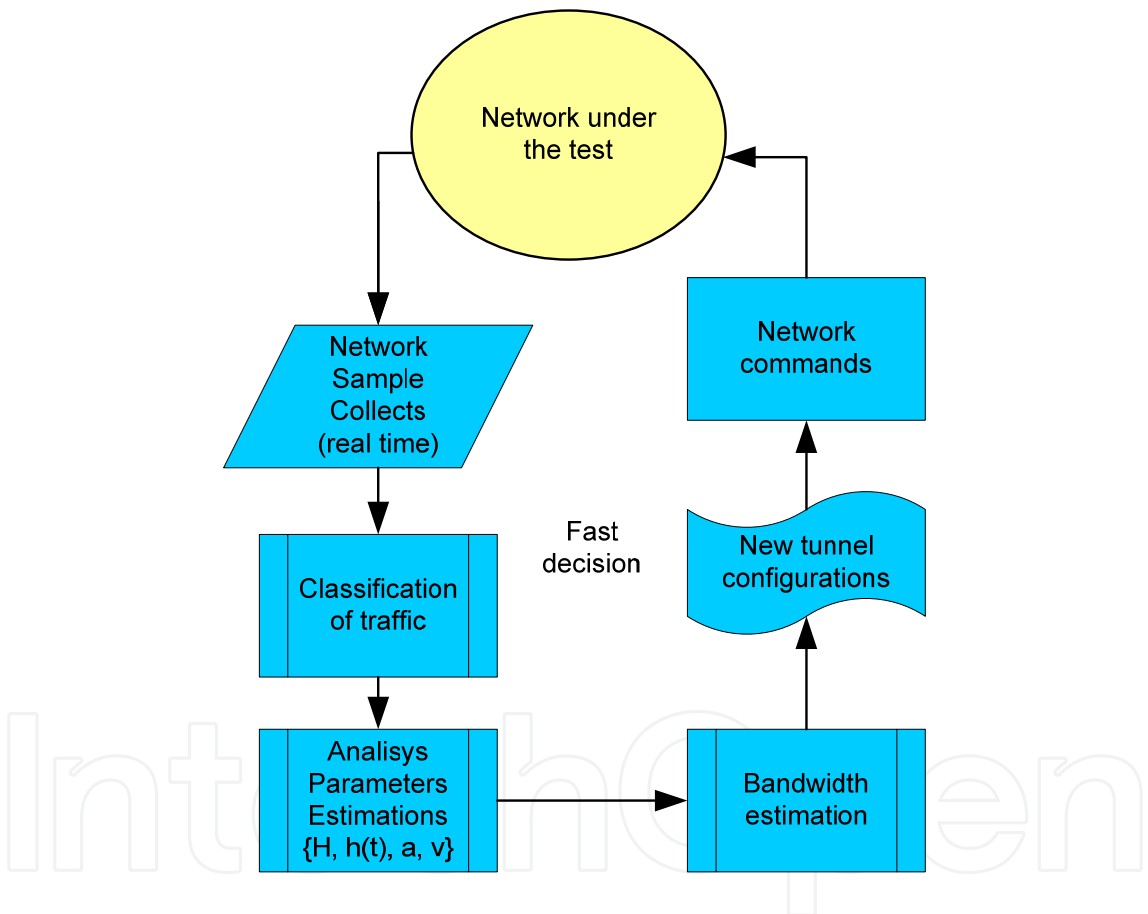 Network under
the test
Network
Sample
Collects
(real time)
Classification
of traffic
Analisys
Parameters
Estimations
{H, h(t), a, v}
Bandwidth
estimation
New tunnel
configurations
Network
commands
Fast
decision
IntechOpen